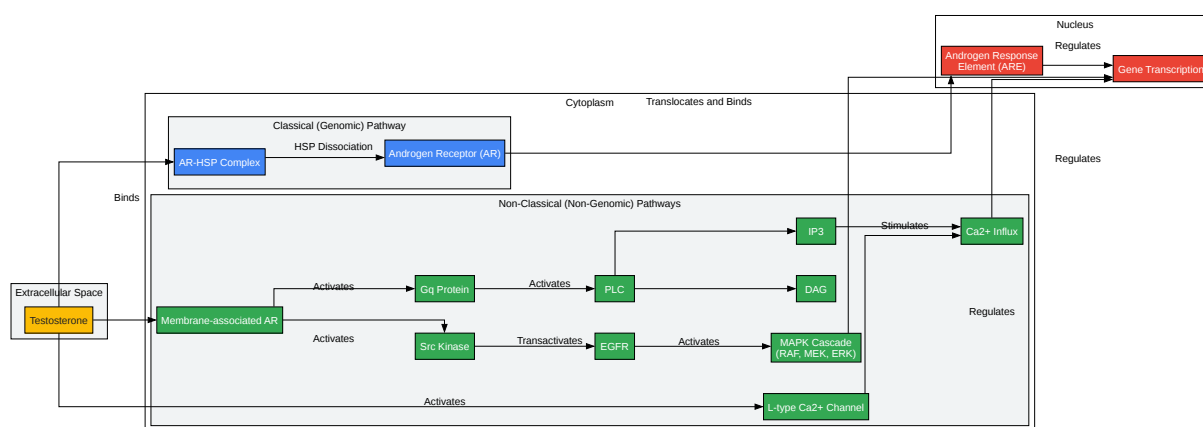 Nucleus
Androgen Response
Element (ARE)
Regulates
Gene Transcription
Cytoplasm
Translocates and Binds
Classical (Genomic) Pathway
AR-HSP Complex
HSP Dissociation
Androgen Receptor (AR)
Regulates
Binds
Non-Classical (Non-Genomic) Pathways
IP3
Stimulates
Ca2+ Influx
Extracellular Space
Testosterone
Membrane-associated AR
Activates
Gq Protein
Activates
PLC
DAG
Regulates
Activates
Src Kinase
Transactivates
EGFR
Activates
MAPK Cascade
(RAF, MEK, ERK)
Activates
L-type Ca2+ Channel